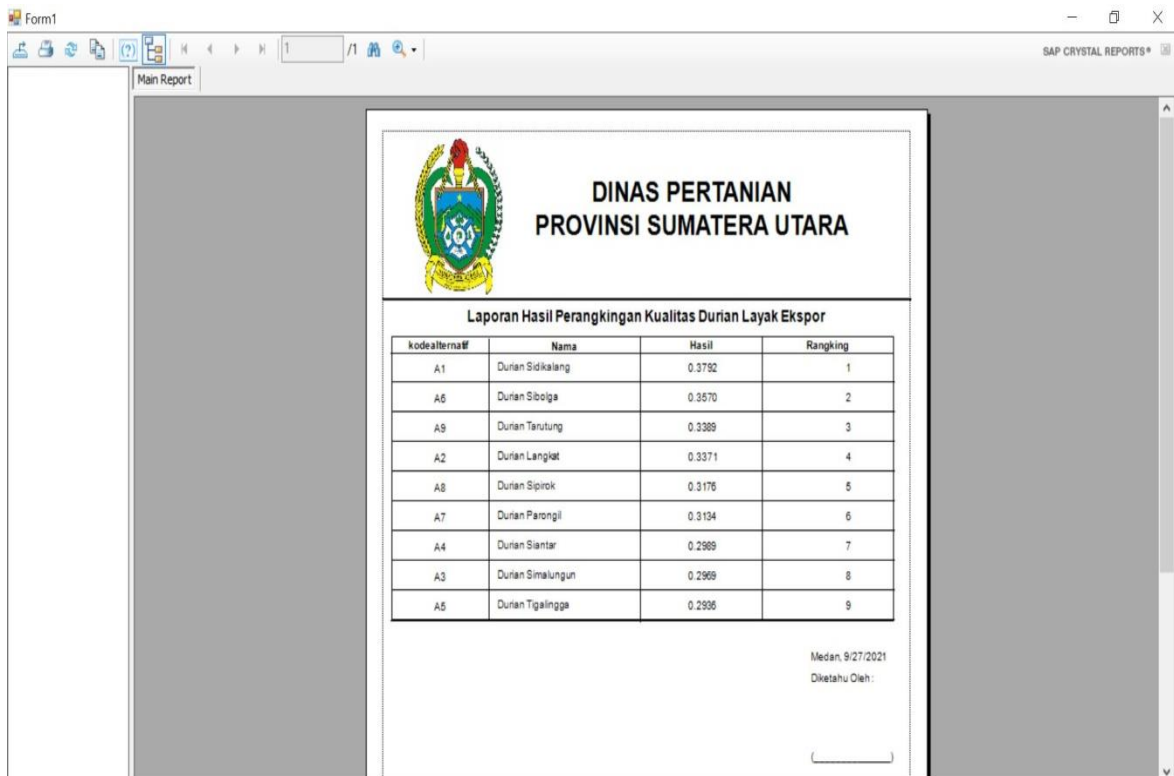 Form1
1 /1 SAP CRYSTAL REPORTS®
Main Report
DINAS PERTANIAN
PROVINSI SUMATERA UTARA
Laporan Hasil Perangkingan Kualitas Durian Layak Ekspor
kodealternatif Nama Hasil Rangking
A1 Durian Sidikalang 0.3792 1
A6 Durian Sibolga 0.3570 2
A9 Durian Tarutung 0.3389 3
A2 Durian Langkat 0.3371 4
A8 Durian Sipirok 0.3176 5
A7 Durian Parongil 0.3134 6
A4 Durian Siantar 0.2989 7
A3 Durian Simalungun 0.2969 8
A5 Durian Tigalingga 0.2936 9
Medan, 9/27/2021
Diketahu Oleh :
(______________)